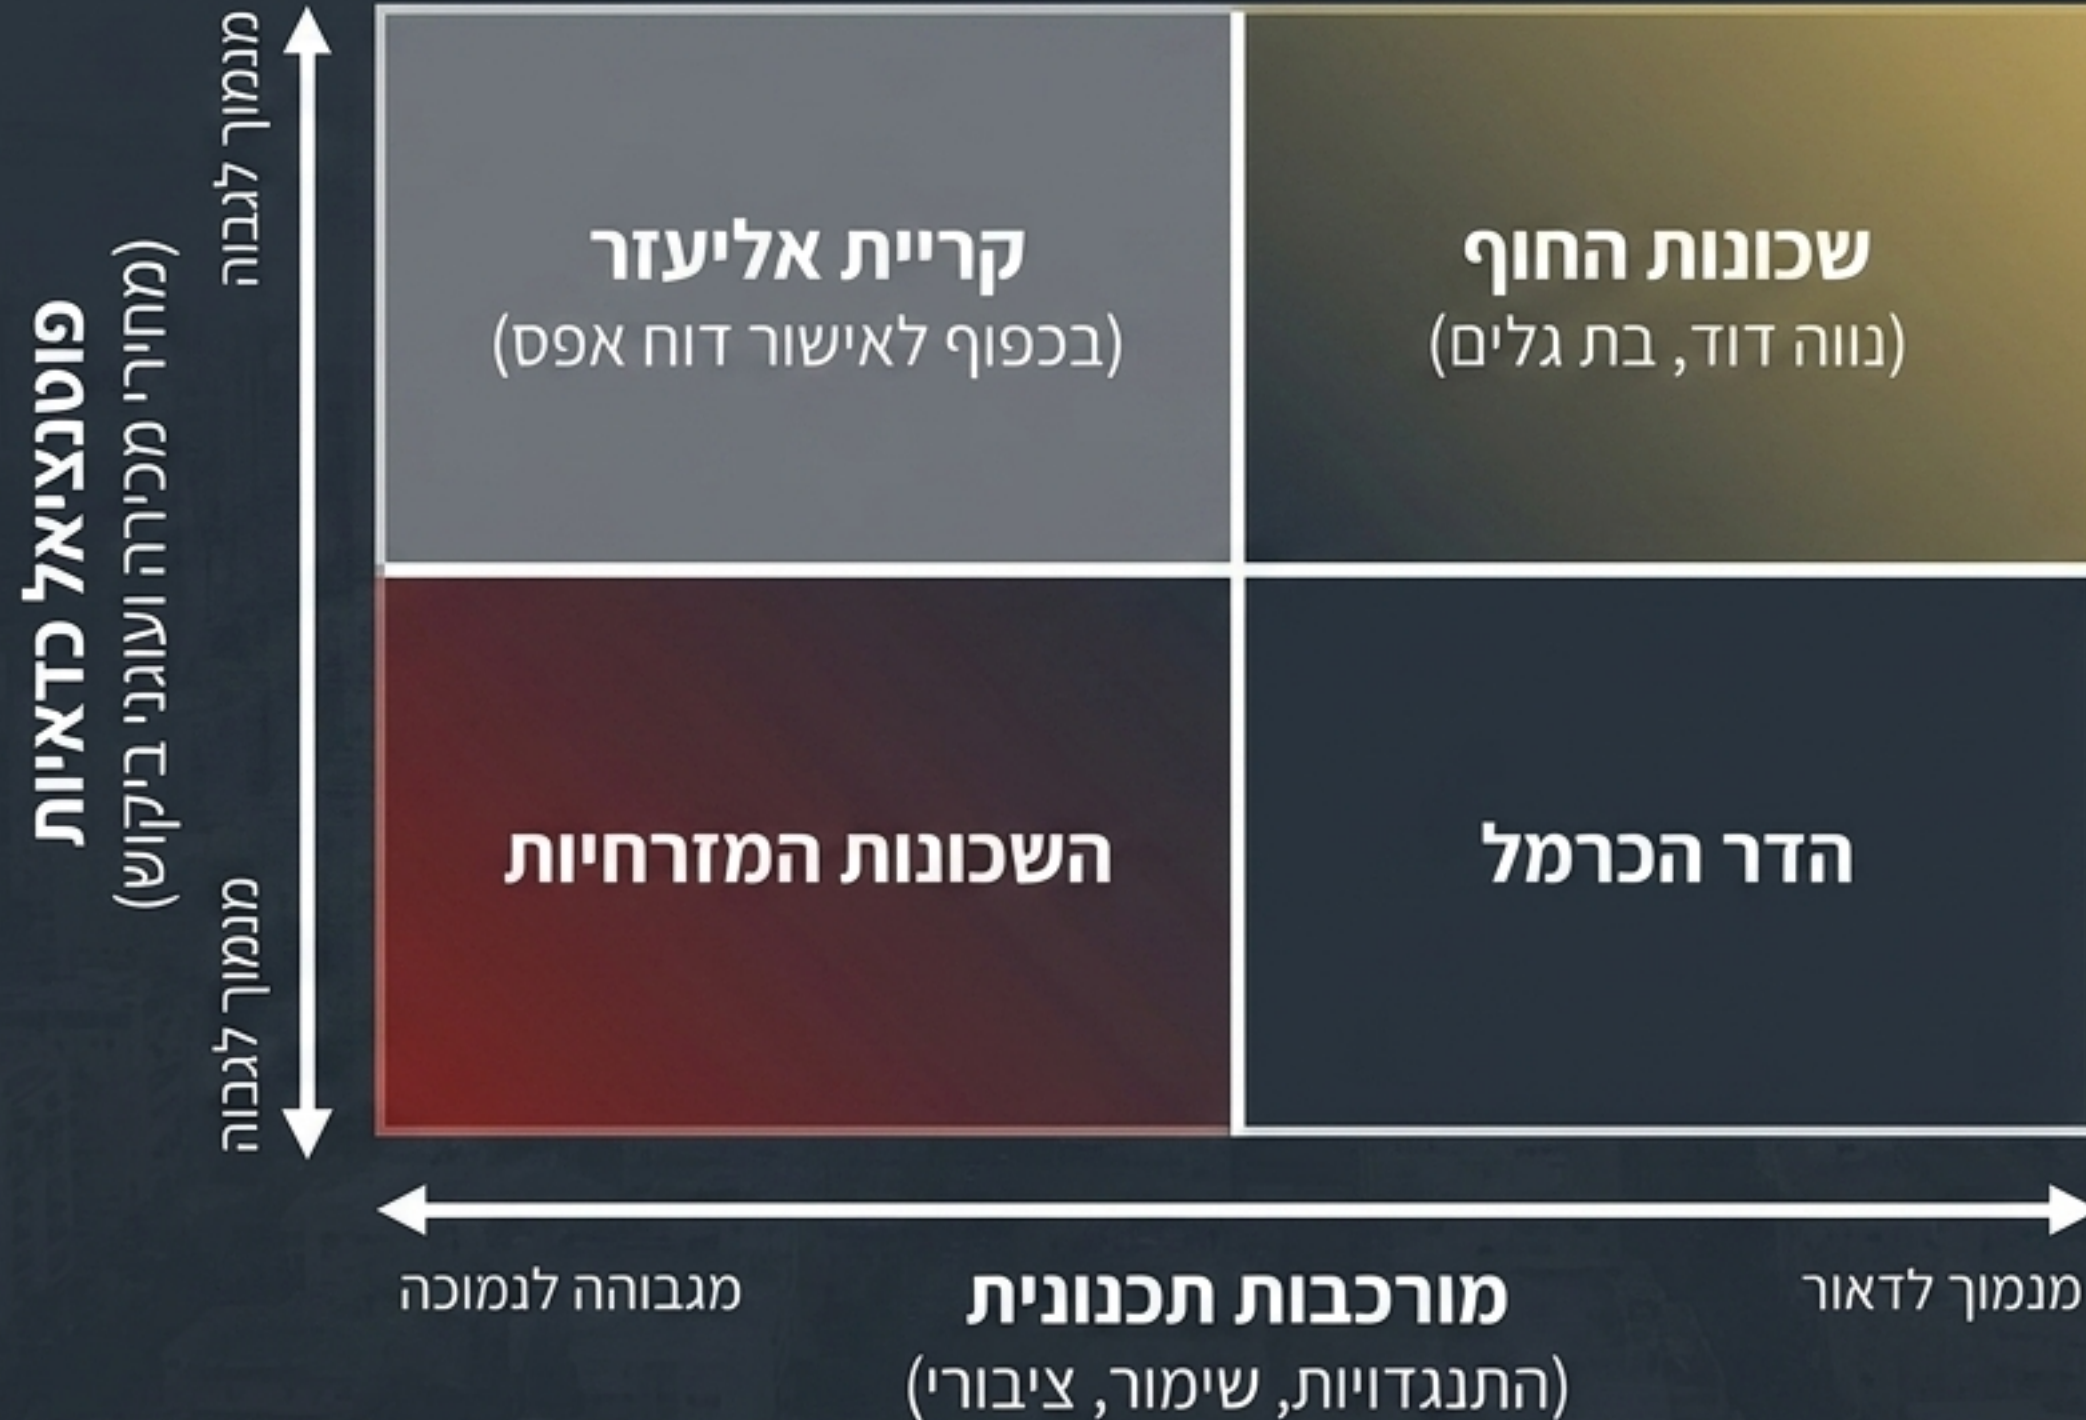 פוטנציאל כדאיות
(מחירי מכירה ועוגני ביקוש)
מנמוך לגבוה
מנמוך לגבוה
שכונות החוף
(נווה דוד, בת גלים)
קריית אליעזר
(בכפוף לאישור דוח אפס)
הדר הכרמל
השכונות המזרחיות
מנמוך לדאור
מורכבות תכנונית
(התנגדויות, שימור, ציבורי)
מגבוהה לנמוכה